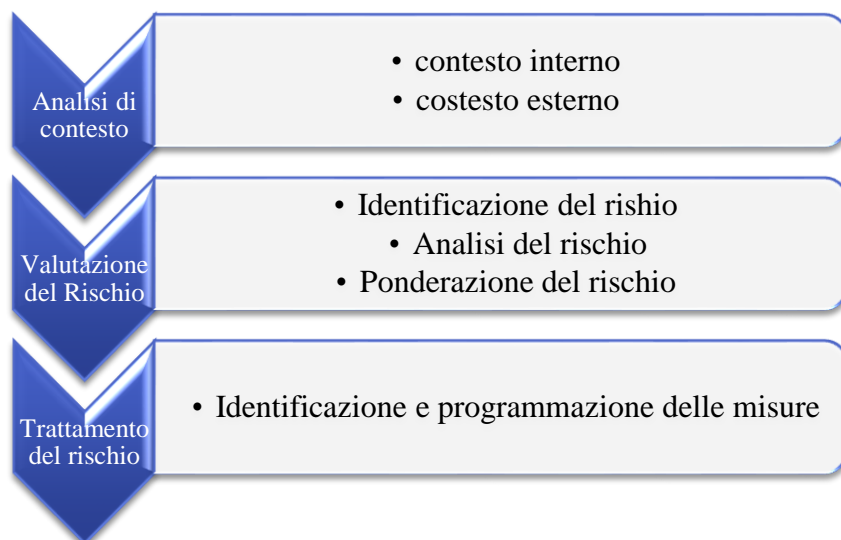 Analisi di
contesto
• contesto interno
• costesto esterno
Valutazione
del Rischio
• Identificazione del rishio
• Analisi del rischio
• Ponderazione del rischio
Trattamento
del rischio
• Identificazione e programmazione delle misure